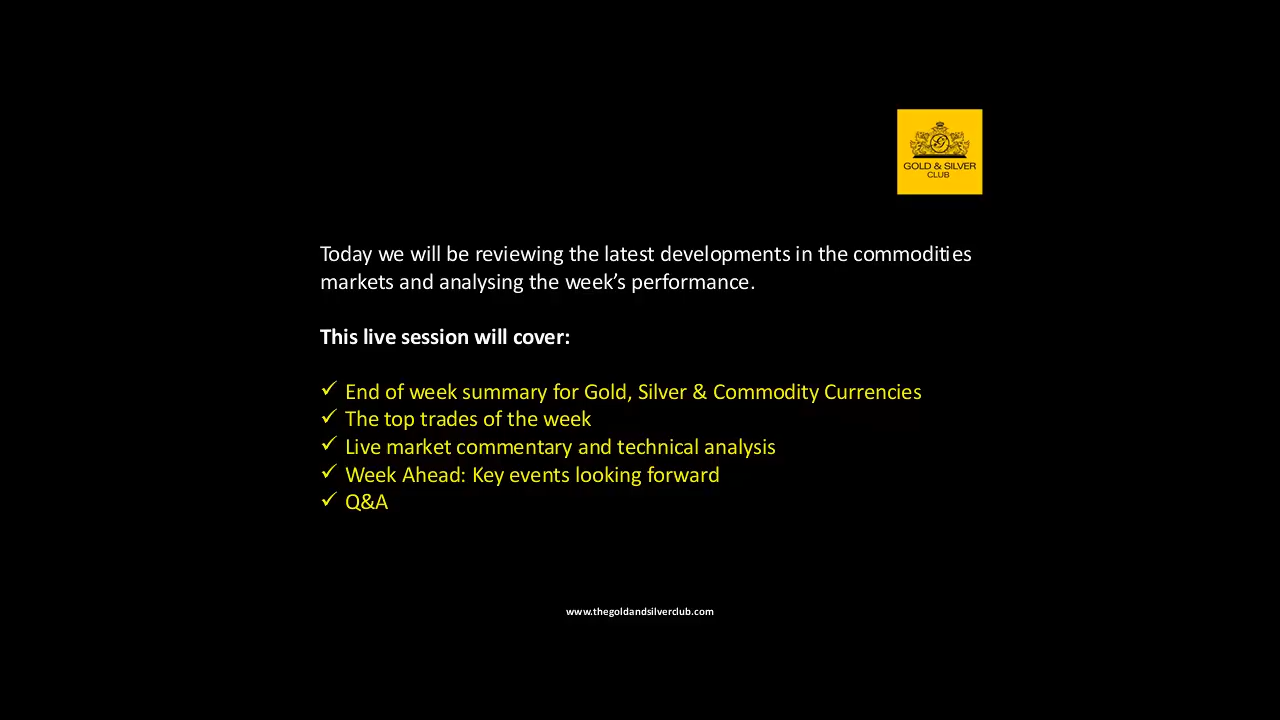 GOLD & SILVER
CLUB
Today we will be reviewing the latest developments in the commodities
markets and analysing the week’s performance.
This live session will cover:
✓ End of week summary for Gold, Silver & Commodity Currencies
✓ The top trades of the week
✓ Live market commentary and technical analysis
✓ Week Ahead: Key events looking forward
✓ Q&A
www.thegoldandsilverclub.com